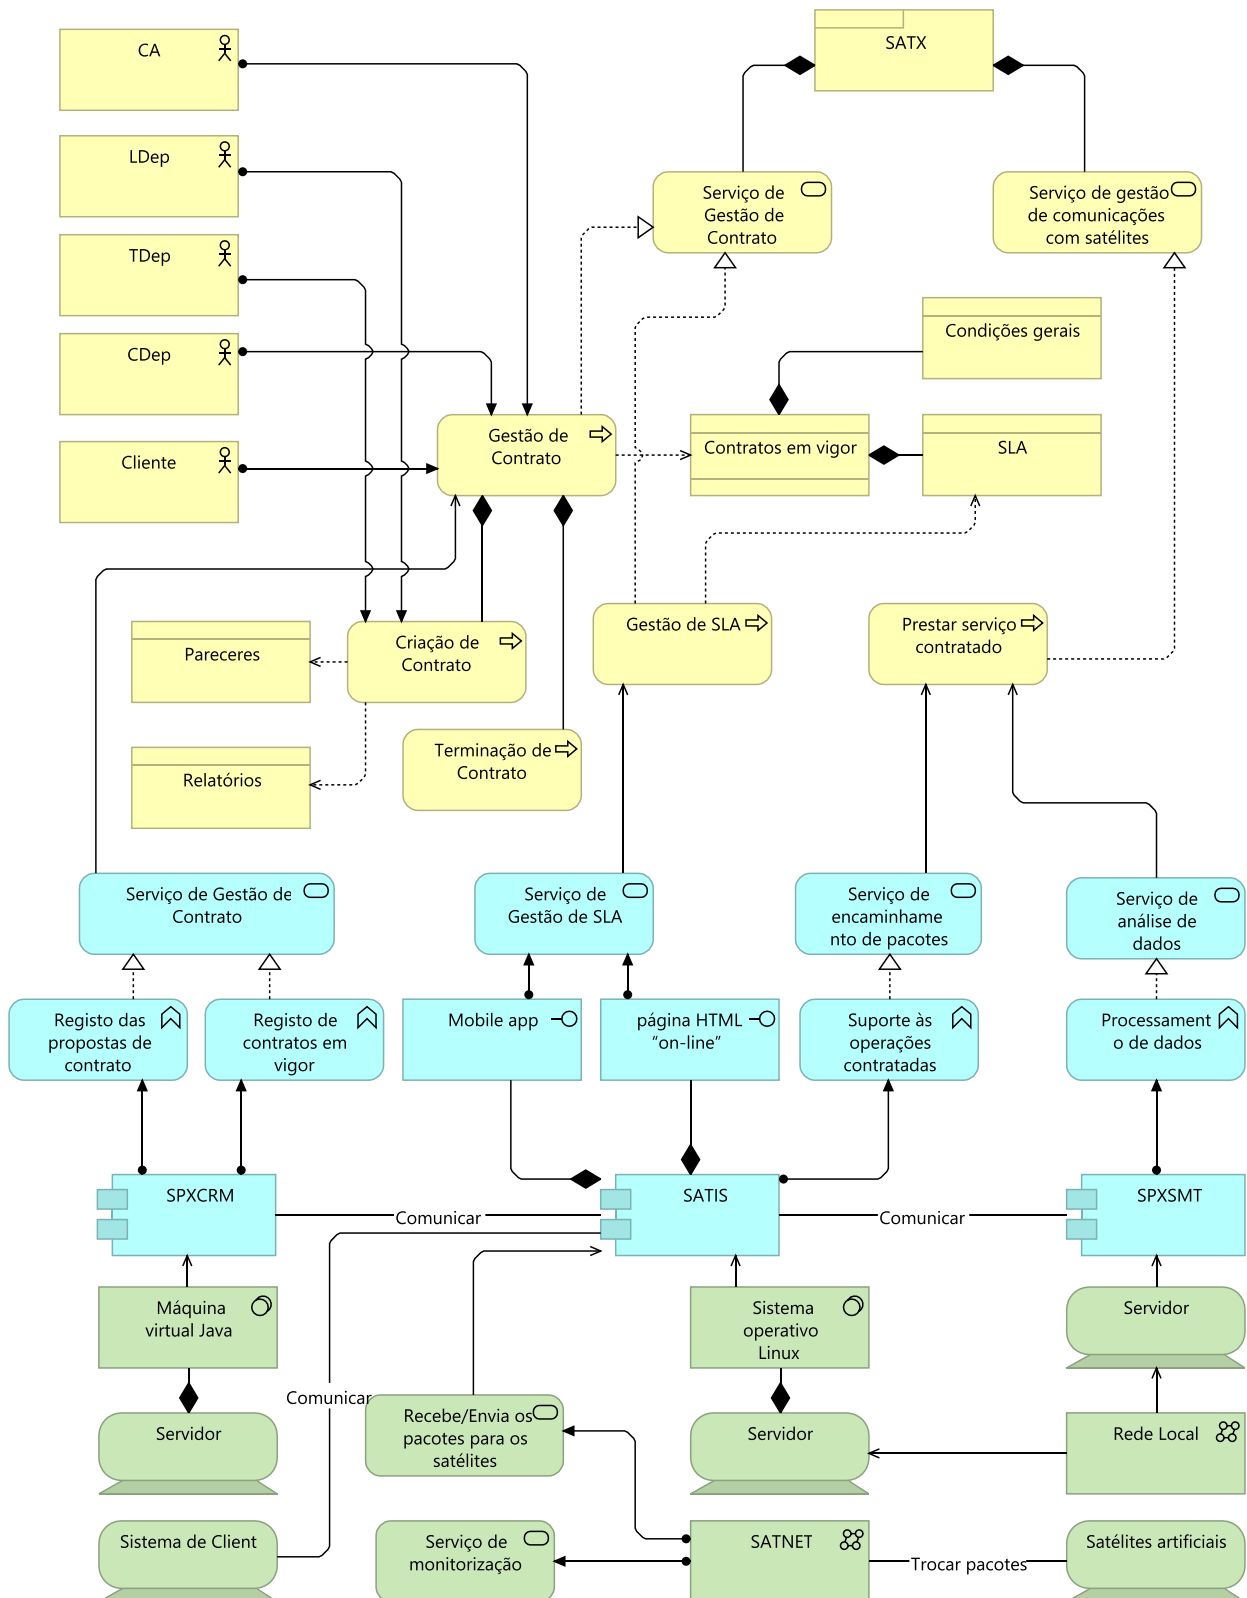 CA
SATX
LDep
Serviço de
Gestão de
Contrato
Serviço de gestão
de comunicações
com satélites
TDep
CDep
Condições gerais
Cliente
Gestão de
Contrato
Contratos em vigor
SLA
Pareceres
Criação de
Contrato
Gestão de SLA
Prestar serviço
contratado
Relatórios
Terminação de
Contrato
Serviço de Gestão de
Contrato
Serviço de
Gestão de SLA
Serviço de
encaminhame
nto de pacotes
Serviço de
análise de
dados
Registo das
propostas de
contrato
Registo de
contratos em
vigor
Mobile app
página HTML
“on-line”
Suporte às
operações
contratadas
Processament
o de dados
SPXCRM
Comunicar
SATIS
Comunicar
SPXSMT
Máquina
virtual Java
Sistema
operativo
Linux
Servidor
Comunicar
Servidor
Recebe/Envia os
pacotes para os
satélites
Servidor
Rede Local
Sistema de Client
Serviço de
monitorização
SATNET
Trocar pacotes
Satélites artificiais